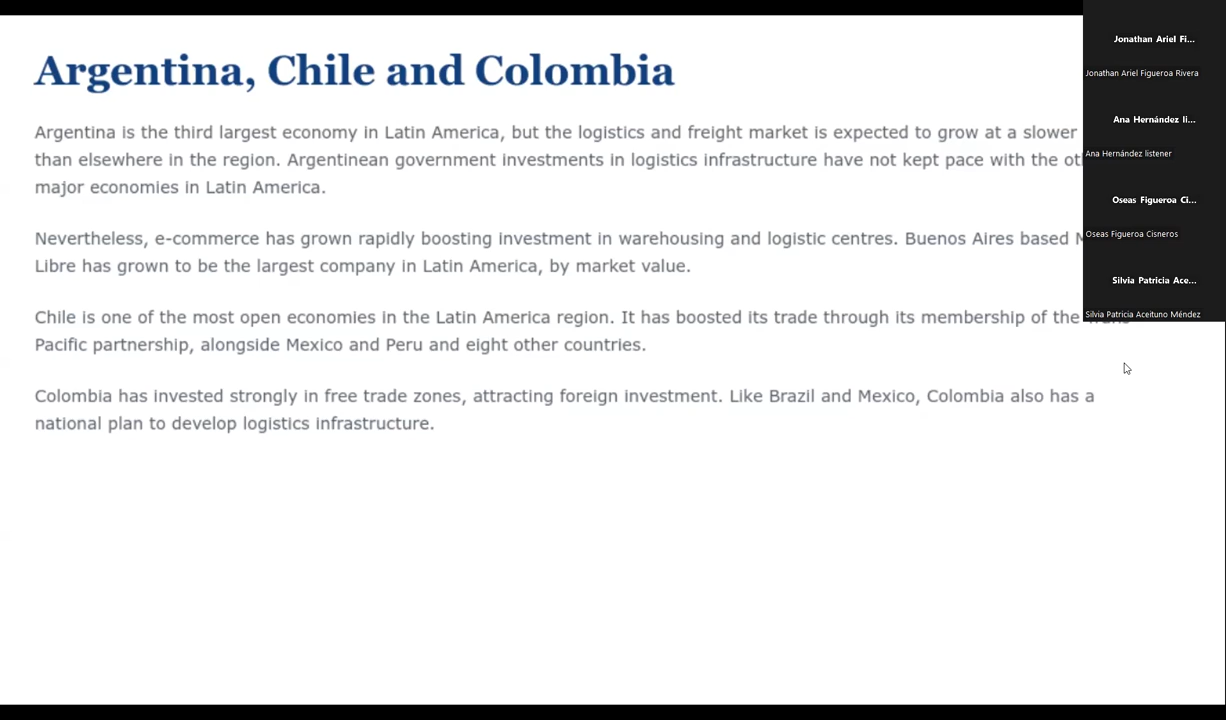 Argentina, Chile and Colombia
Argentina is the third largest economy in Latin America, but the logistics and freight market is expected to grow at a slower
than elsewhere in the region. Argentinean government investments in logistics infrastructure have not kept pace with the
major economies in Latin America.
Nevertheless, e-commerce has grown rapidly boosting investment in warehousing and logistic centres. Buenos Aires based
Libre has grown to be the largest company in Latin America, by market value.
Chile is one of the most open economies in the Latin America region. It has boosted its trade through its membership of the
Pacific partnership, alongside Mexico and Peru and eight other countries.
Colombia has invested strongly in free trade zones, attracting foreign investment. Like Brazil and Mexico, Colombia also has a
national plan to develop logistics infrastructure.
Jonathan Ariel Fi...
Jonathan Ariel Figueroa Rivera
Ana Hernández li...
Ana Hernández listener
Oseas Figueroa Ci...
Oseas Figueroa Cisneros
Silvia Patricia Ace...
Silvia Patricia Aceituno Méndez